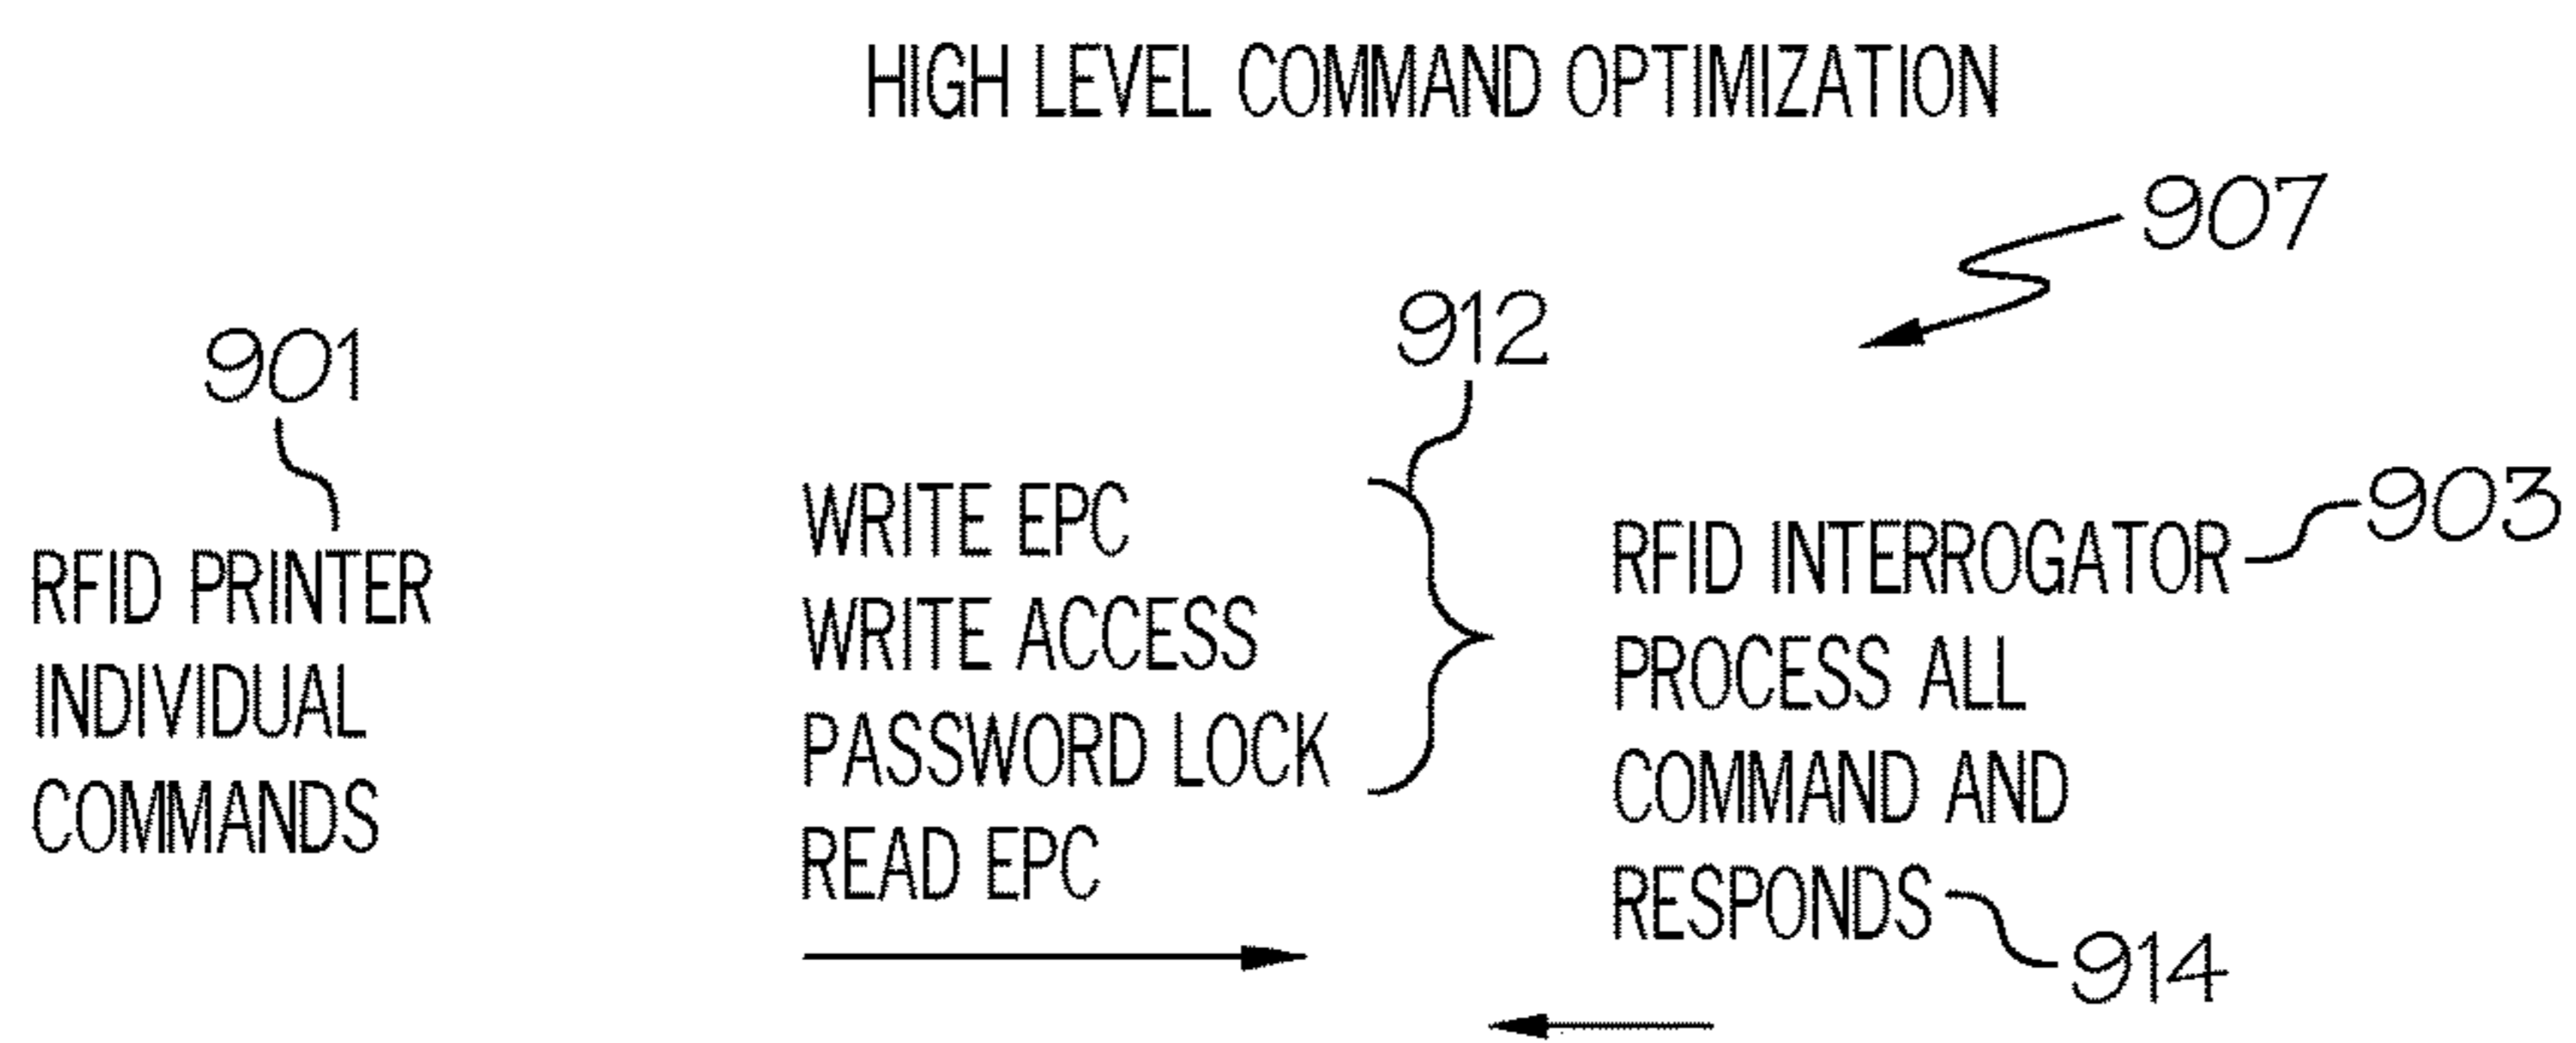 HIGH LEVEL COMMAND OPTIMIZATION
907
912
901
903
RFID PRINTER
INDIVIDUAL
COMMANDS
WRITE EPC
WRITE ACCESS
PASSWORD LOCK
READ EPC
RFID INTERROGATOR
PROCESS ALL
COMMAND AND
RESPONDS
914